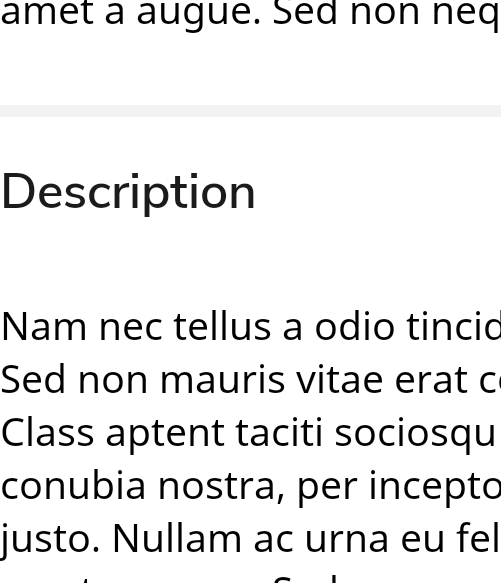 amet a augue. Sed non neq
Description
Nam nec tellus a odio tincid
Sed non mauris vitae erat c
Class aptent taciti sociosqu
conubia nostra, per incepto
justo. Nullam ac urna eu fel